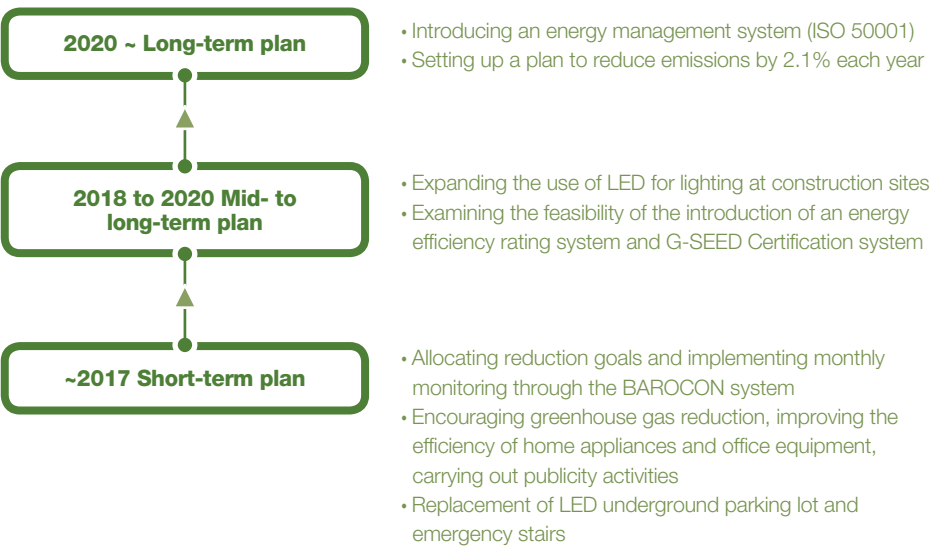 2020 ~ Long-term plan
• Introducing an energy management system (ISO 50001)
• Setting up a plan to reduce emissions by 2.1% each year
2018 to 2020 Mid- to
long-term plan
• Expanding the use of LED for lighting at construction sites
• Examining the feasibility of the introduction of an energy
efficiency rating system and G-SEED Certification system
~2017 Short-term plan
• Allocating reduction goals and implementing monthly
monitoring through the BAROCON system
• Encouraging greenhouse gas reduction, improving the
efficiency of home appliances and office equipment,
carrying out publicity activities
• Replacement of LED underground parking lot and
emergency stairs